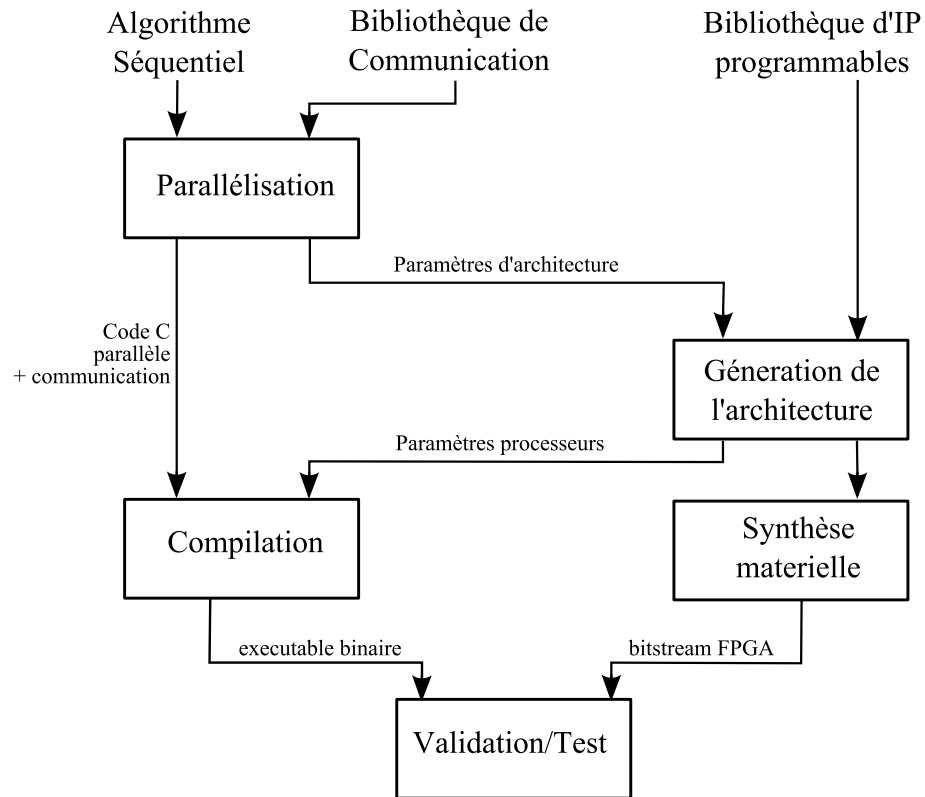 Algorithme
Séquentiel
Bibliothèque de
Communication
Bibliothèque d'IP
programmables
Parallélisation
Paramètres d'architecture
Code C
parallèle
+ communication
Géneration de
l'architecture
Paramètres processeurs
Compilation
Synthèse
materielle
executable binaire
bitstream FPGA
Validation/Test